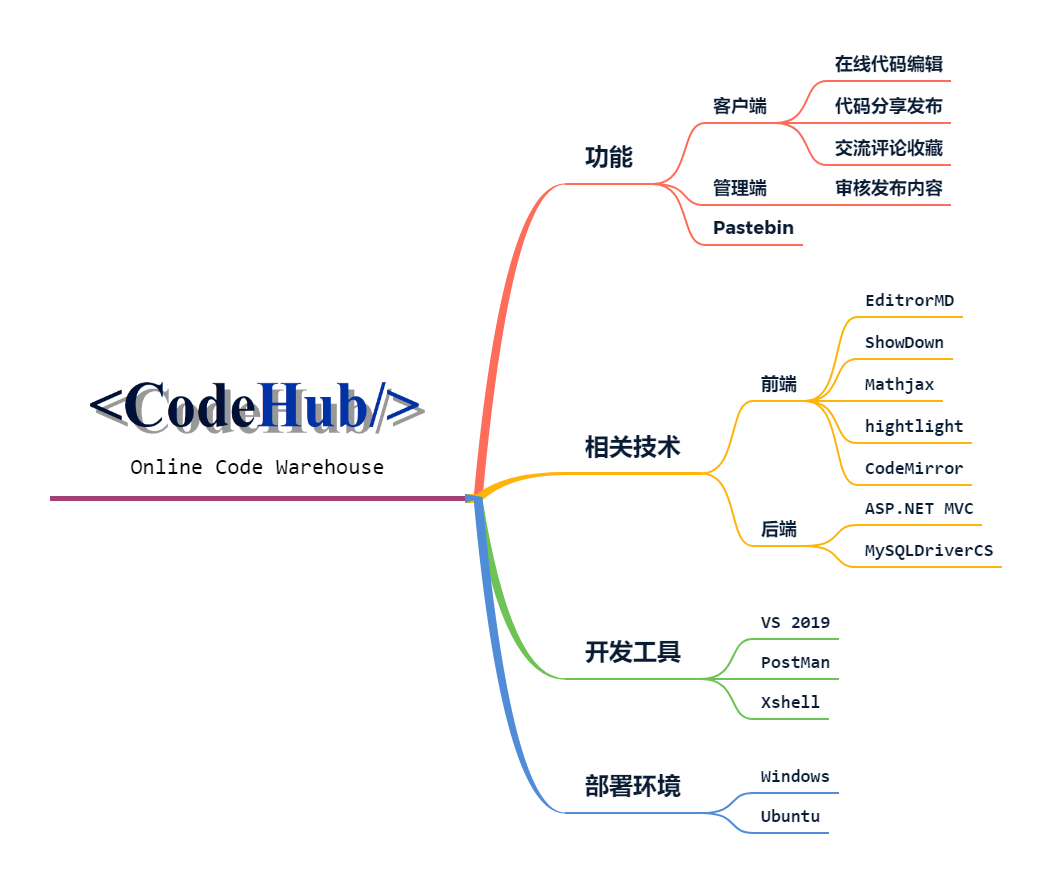 <CodeHub/>
Online Code Warehouse
功能
客户端
在线代码编辑
代码分享发布
交流评论收藏
管理端
审核发布内容
Pastebin
相关技术
前端
EditrorMD
ShowDown
Mathjax
hightlight
CodeMirror
后端
ASP.NET MVC
MySQLDriverCS
开发工具
VS 2019
PostMan
Xshell
部署环境
Windows
Ubuntu